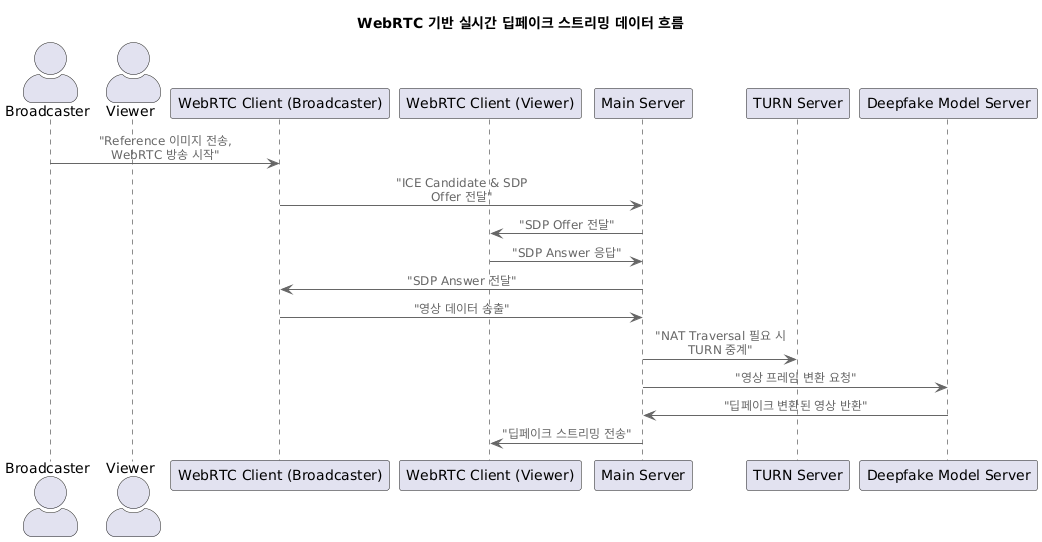 WebRTC 기반 실시간 딥페이크 스트리밍 데이터 흐름
Broadcaster
Viewer
WebRTC Client (Broadcaster)
WebRTC Client (Viewer)
Main Server
TURN Server
Deepfake Model Server
"Reference 이미지 전송,
WebRTC 방송 시작"
"ICE Candidate & SDP
Offer 전달"
"SDP Offer 전달"
"SDP Answer 응답"
"SDP Answer 전달"
"영상 데이터 송출"
"NAT Traversal 필요 시
TURN 중계"
"영상 프레임 변환 요청"
"딥페이크 변환된 영상 반환"
"딥페이크 스트리밍 전송"
Broadcaster
Viewer
WebRTC Client (Broadcaster)
WebRTC Client (Viewer)
Main Server
TURN Server
Deepfake Model Server